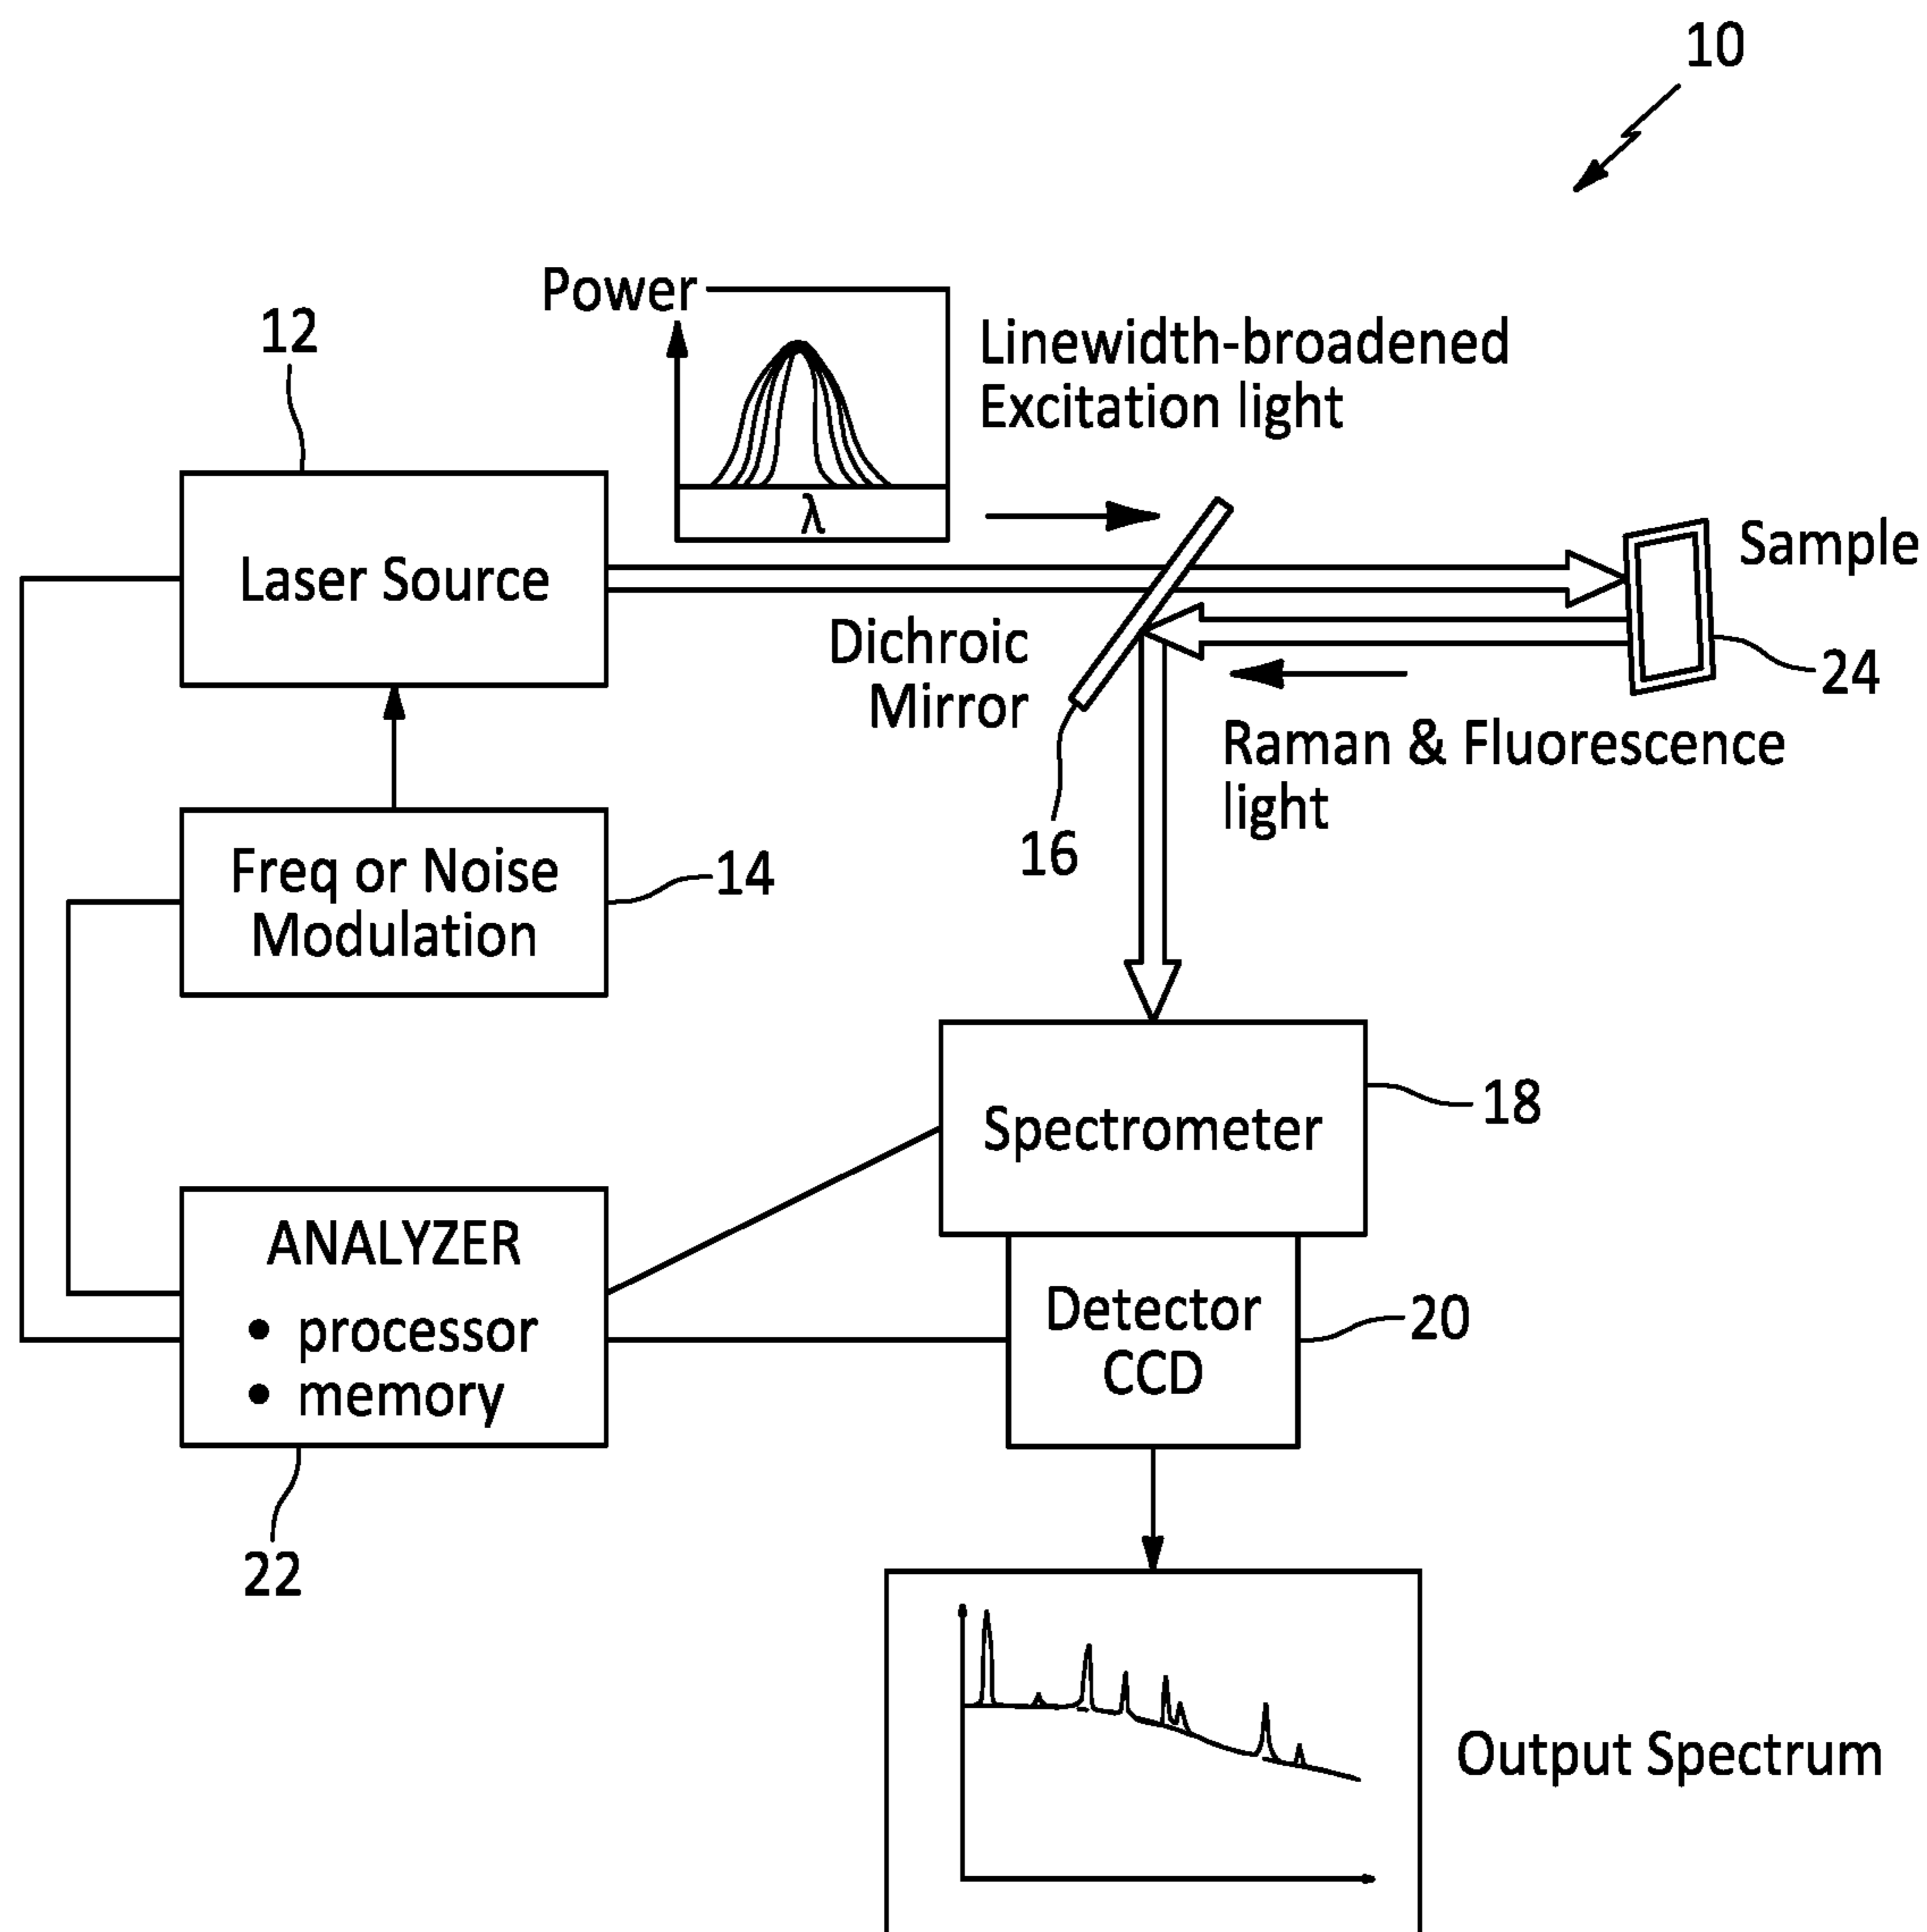 10
Power
12
Linewidth-broadened
Excitation light
λ
Laser Source
Sample
Dichroic
Mirror
24
Raman & Fluorescence
light
16
Freq or Noise
Modulation
14
Spectrometer
18
ANALYZER
• processor
• memory
Detector
CCD
20
22
Output Spectrum